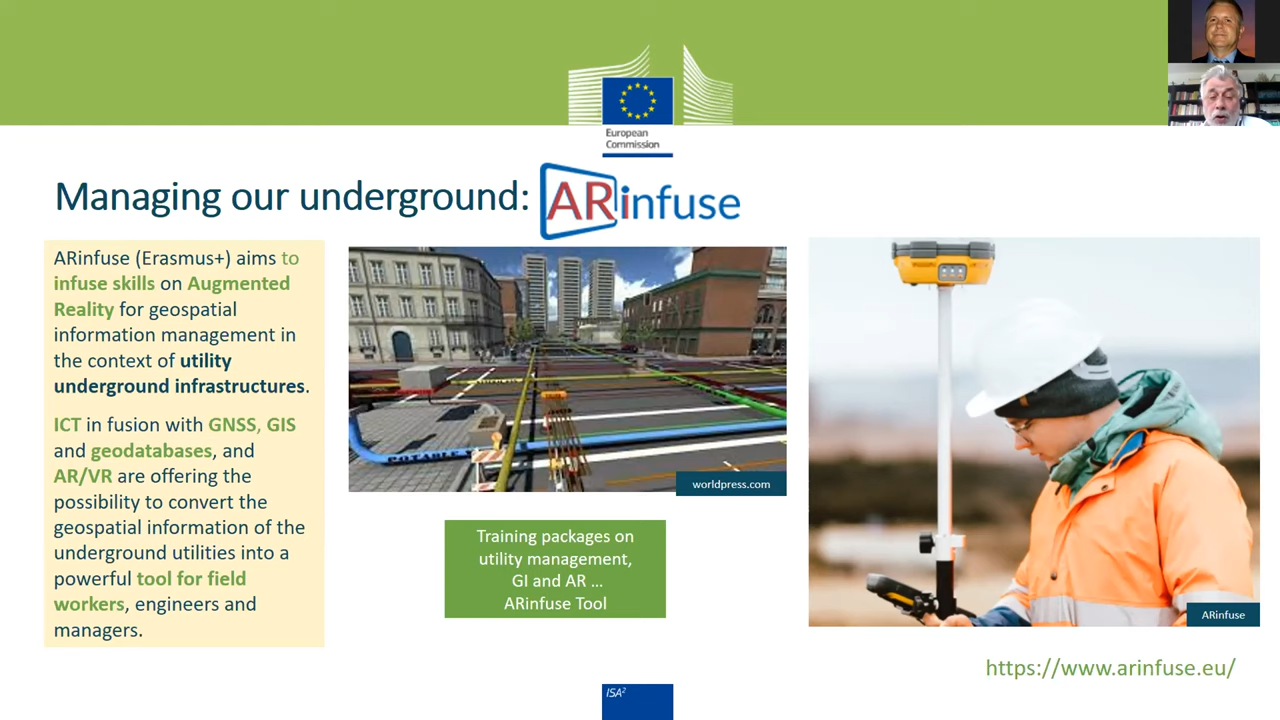 European
Commission
Managing our underground:
ARinfuse
ARinfuse (Erasmus+) aims to
infuse skills on Augmented
Reality for geospatial
information management in
the context of utility
underground infrastructures.
ICT in fusion with GNSS, GIS
and geodatabases, and
AR/VR are offering the
possibility to convert the
geospatial information of the
underground utilities into a
powerful tool for field
workers, engineers and
managers.
POTABLE
worldpress.com
Training packages on
utility management,
GI and AR ...
ARinfuse Tool
ARinfuse
https://www.arinfuse.eu/
ISA²